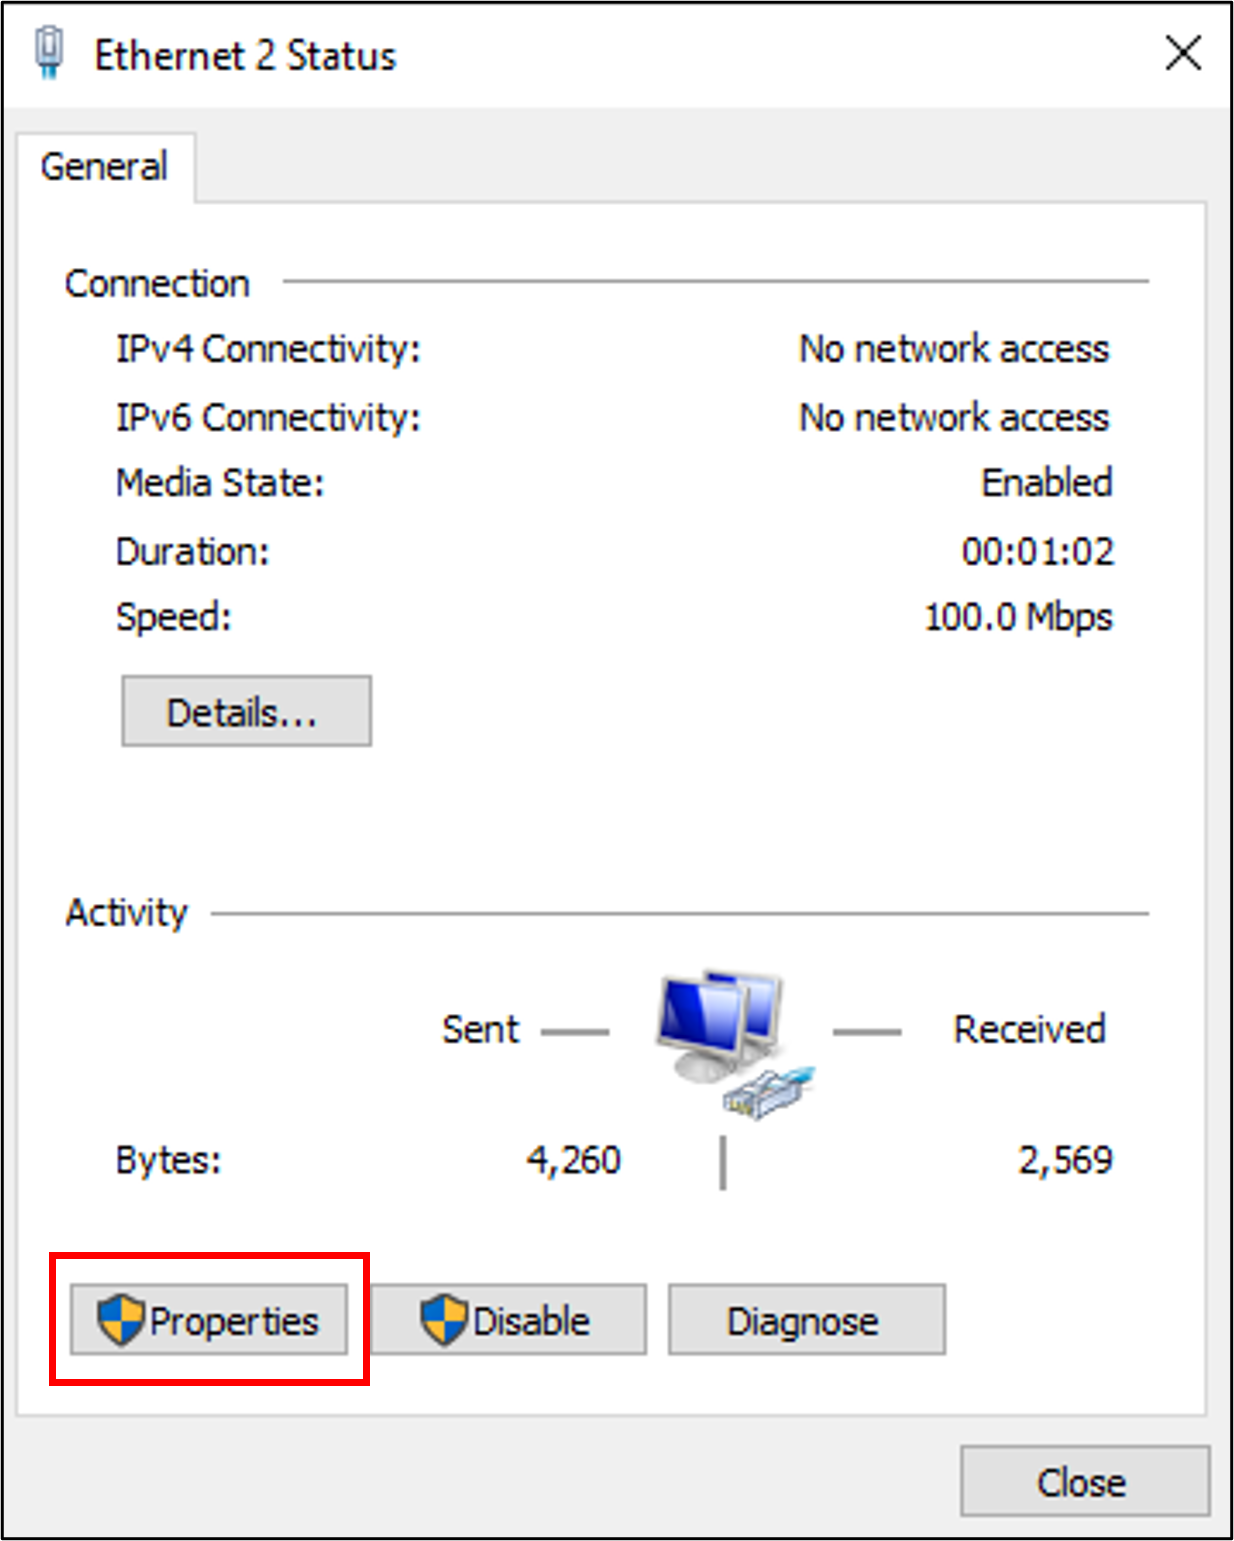 Ethernet 2 Status
General
Connection
IPv4 Connectivity: No network access
IPv6 Connectivity: No network access
Media State: Enabled
Duration: 00:01:02
Speed: 100.0 Mbps
Details...
Activity
Sent Received
Bytes: 4,260 2,569
Properties Disable Diagnose
Close